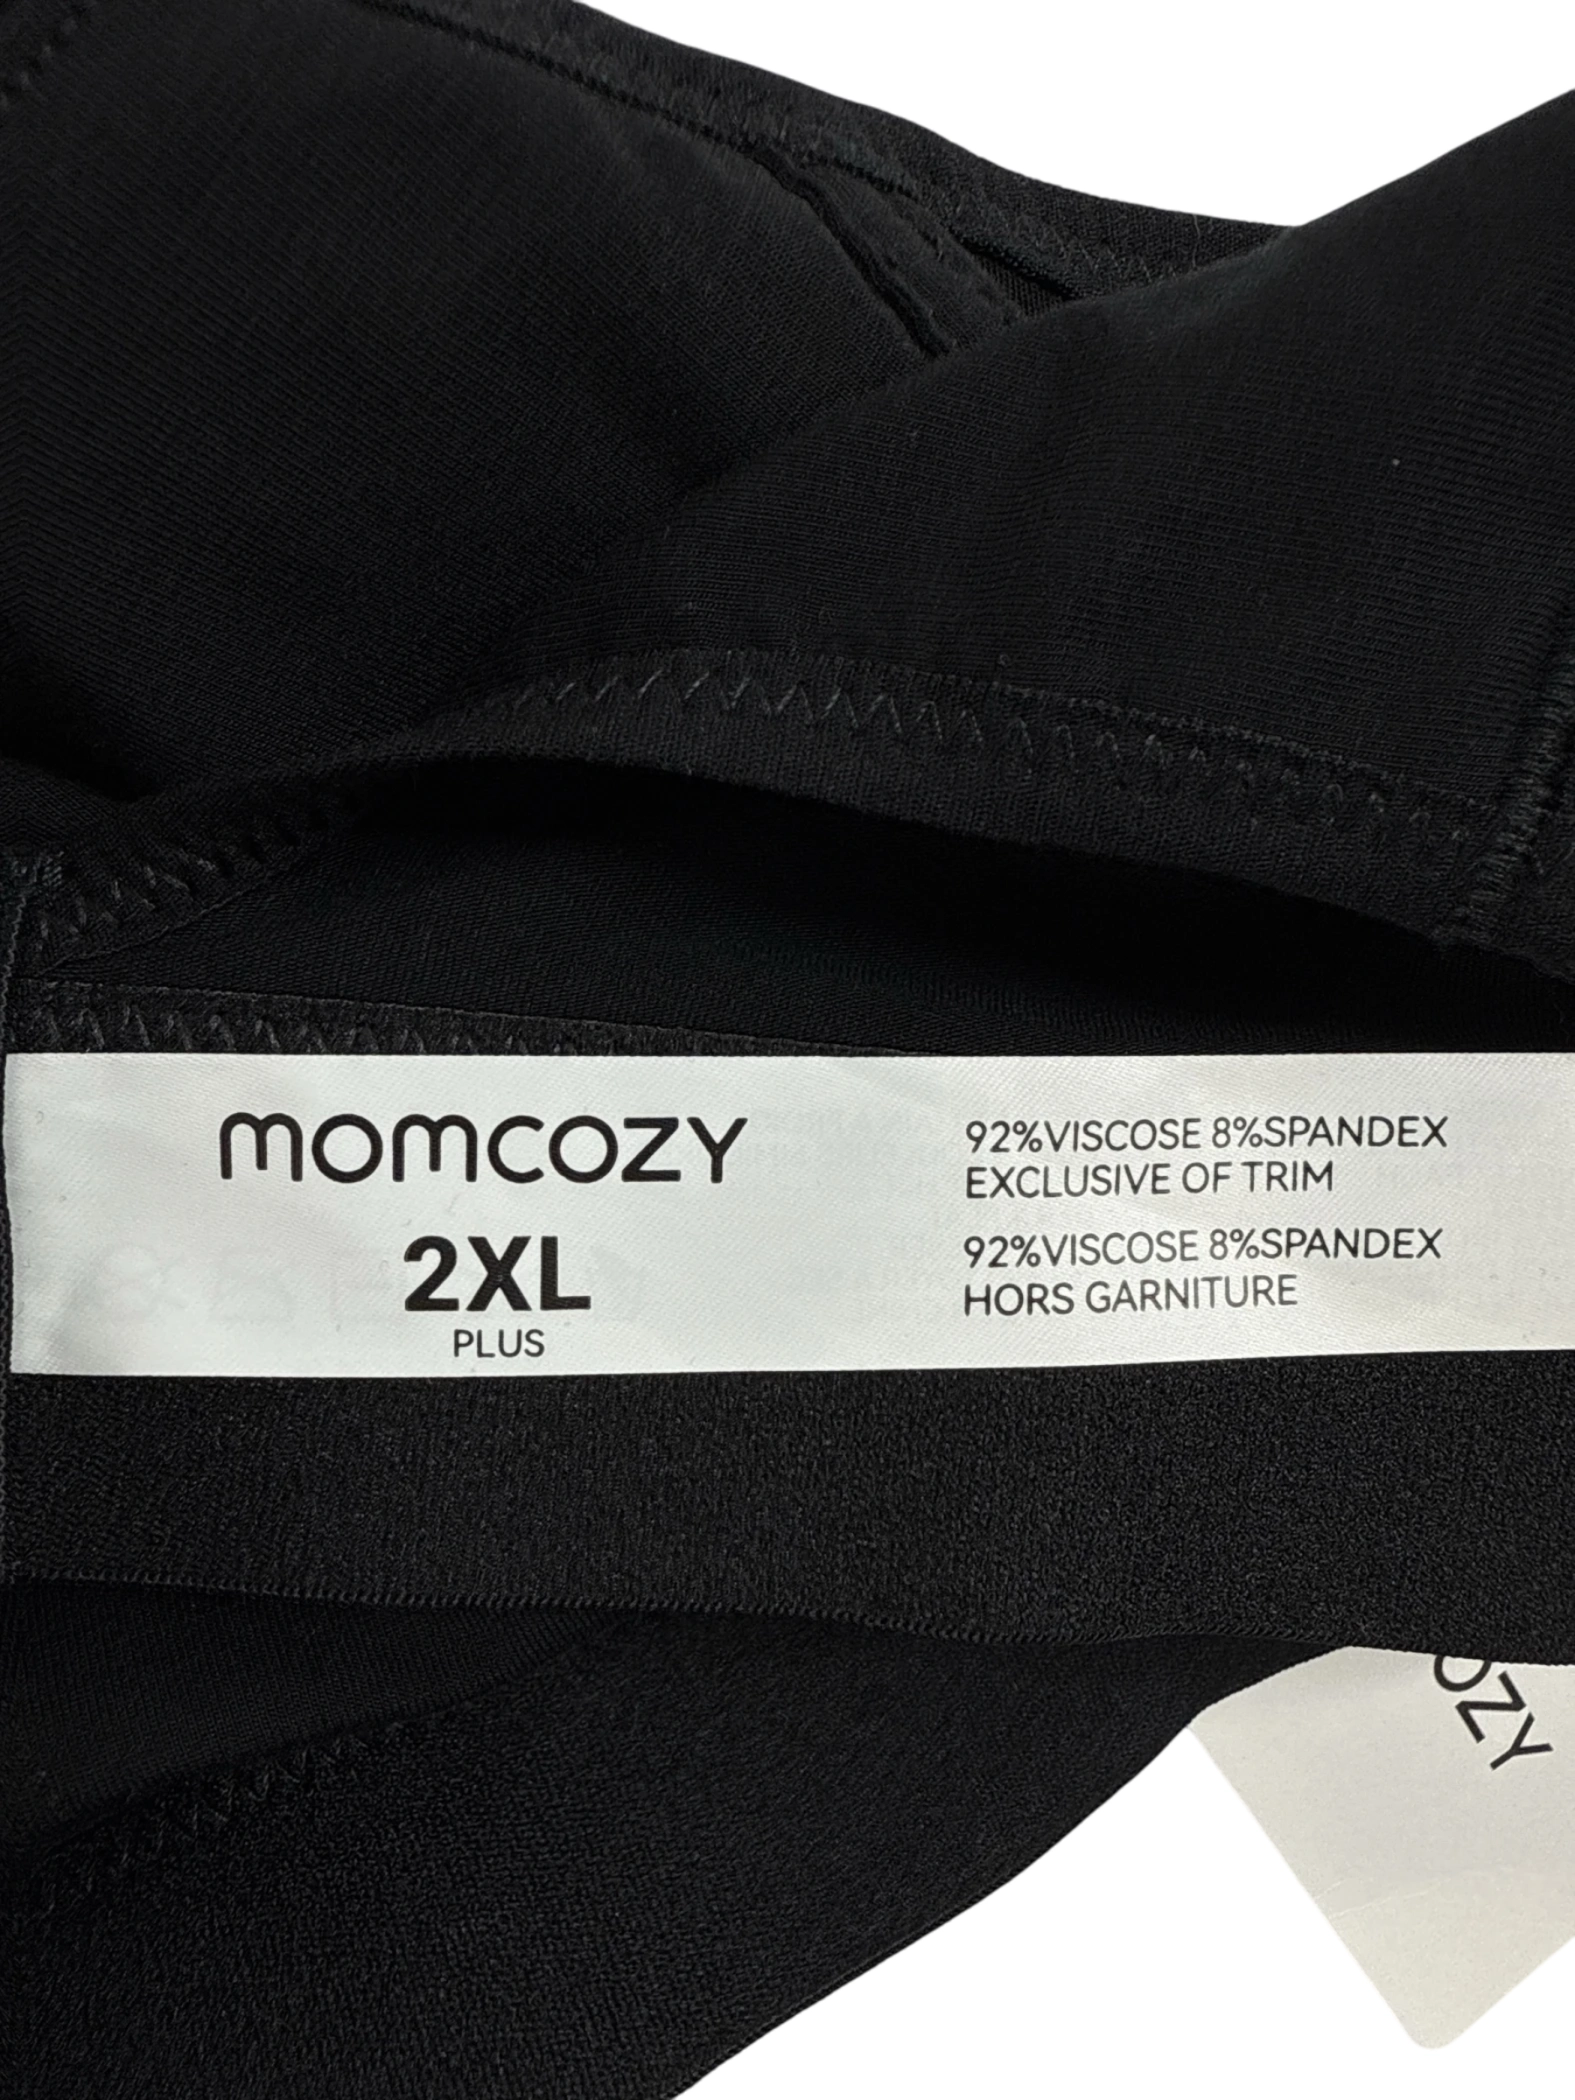 momcozy
2XL
PLUS
92%VISCOSE 8%SPANDEX
EXCLUSIVE OF TRIM
92%VISCOSE 8%SPANDEX
HORS GARNITURE
OZY